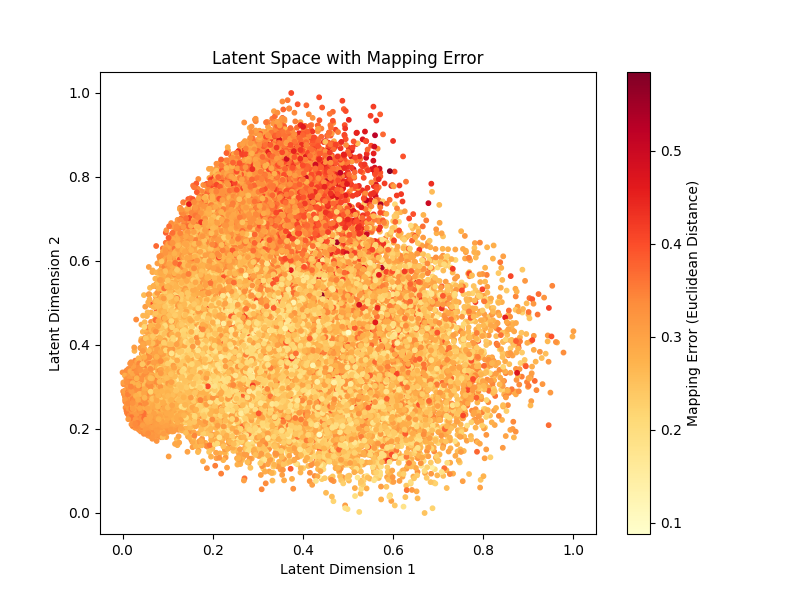 Latent Space with Mapping Error
1.0
0.8
0.6
0.4
0.2
0.0
Latent Dimension 2
0.0 0.2 0.4 0.6 0.8 1.0
Latent Dimension 1
0.5
0.4
0.3
0.2
0.1
Mapping Error (Euclidean Distance)